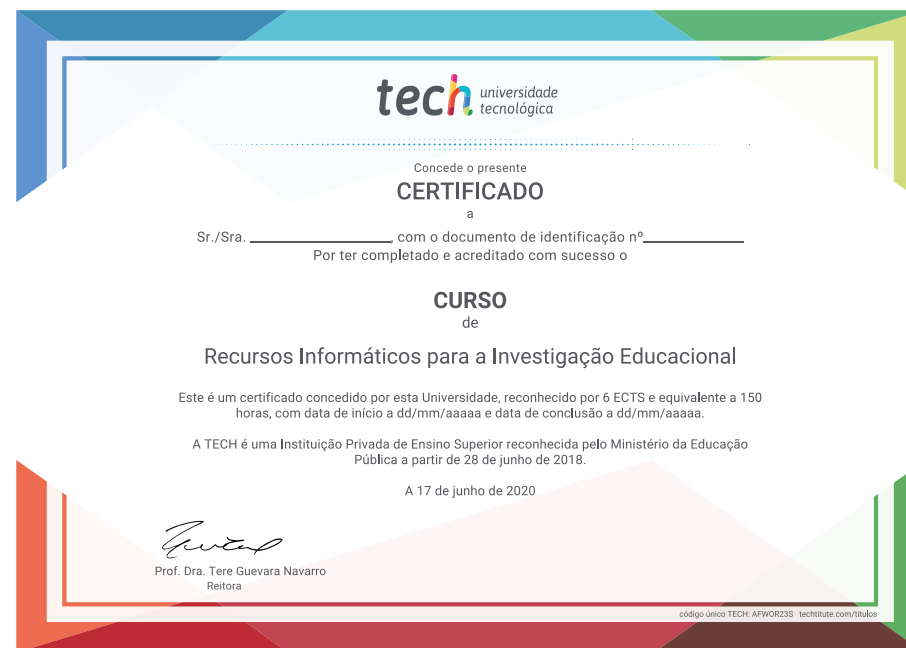 tech universidade
tecnológica
Concede o presente
CERTIFICADO
a
Sr./Sra. ________________, com o documento de identificação nº____________
Por ter completado e acreditado com sucesso o
CURSO
de
Recursos Informáticos para a Investigação Educacional
Este é um certificado concedido por esta Universidade, reconhecido por 6 ECTS e equivalente a 150
horas, com data de início a dd/mm/aaaaa e data de conclusão a dd/mm/aaaaa.
A TECH é uma Instituição Privada de Ensino Superior reconhecida pelo Ministério da Educação
Pública a partir de 28 de junho de 2018.
A 17 de junho de 2020
Prof. Dra. Tere Guevara Navarro
Reitora
código único TECH: AFWOR23S techtitute.com/titulos